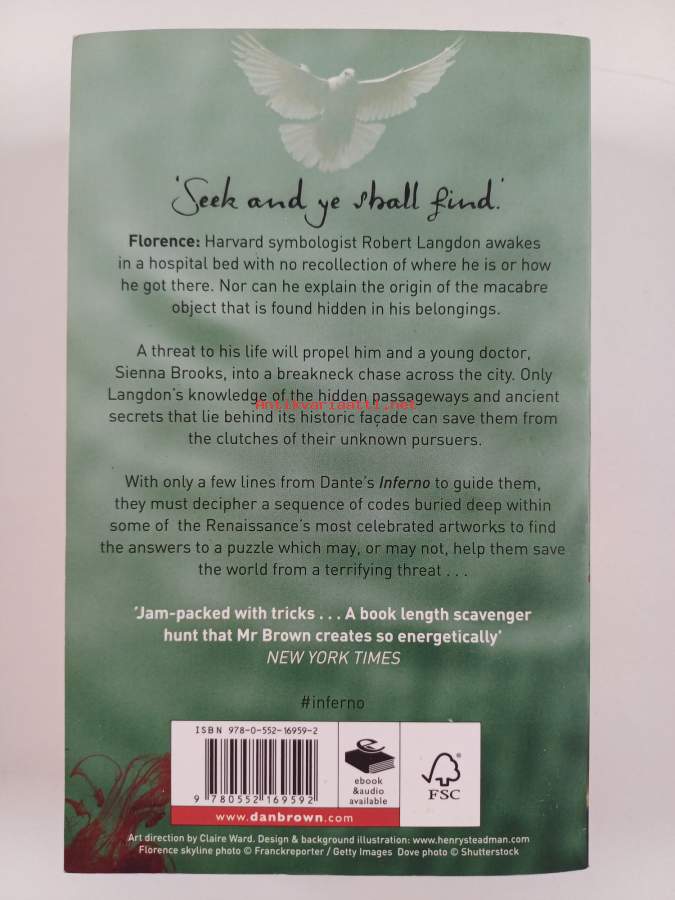 'Seek and ye shall find.'
Florence: Harvard symbologist Robert Langdon awakes
in a hospital bed with no recollection of where he is or how
he got there. Nor can he explain the origin of the macabre
object that is found hidden in his belongings.
A threat to his life will propel him and a young doctor,
Sienna Brooks, into a breakneck chase across the city. Only
Langdon's knowledge of the hidden passageways and ancient
Antikvariaatti.net
secrets that lie behind its historic façade can save them from
the clutches of their unknown pursuers.
With only a few lines from Dante's Inferno to guide them,
they must decipher a sequence of codes buried deep within
some of the Renaissance's most celebrated artworks to find
the answers to a puzzle which may, or may not, help them save
the world from a terrifying threat . . .
'Jam-packed with tricks . . . A book length scavenger
hunt that Mr Brown creates so energetically'
NEW YORK TIMES
#inferno
ISBN 978-0-552-16959-2
9 780552 169592
e
ebook
&audio
available
FSC
www.danbrown.com
Art direction by Claire Ward. Design & background illustration: www.henrysteadman.com
Florence skyline photo © Franckreporter / Getty Images Dove photo © Shutterstock